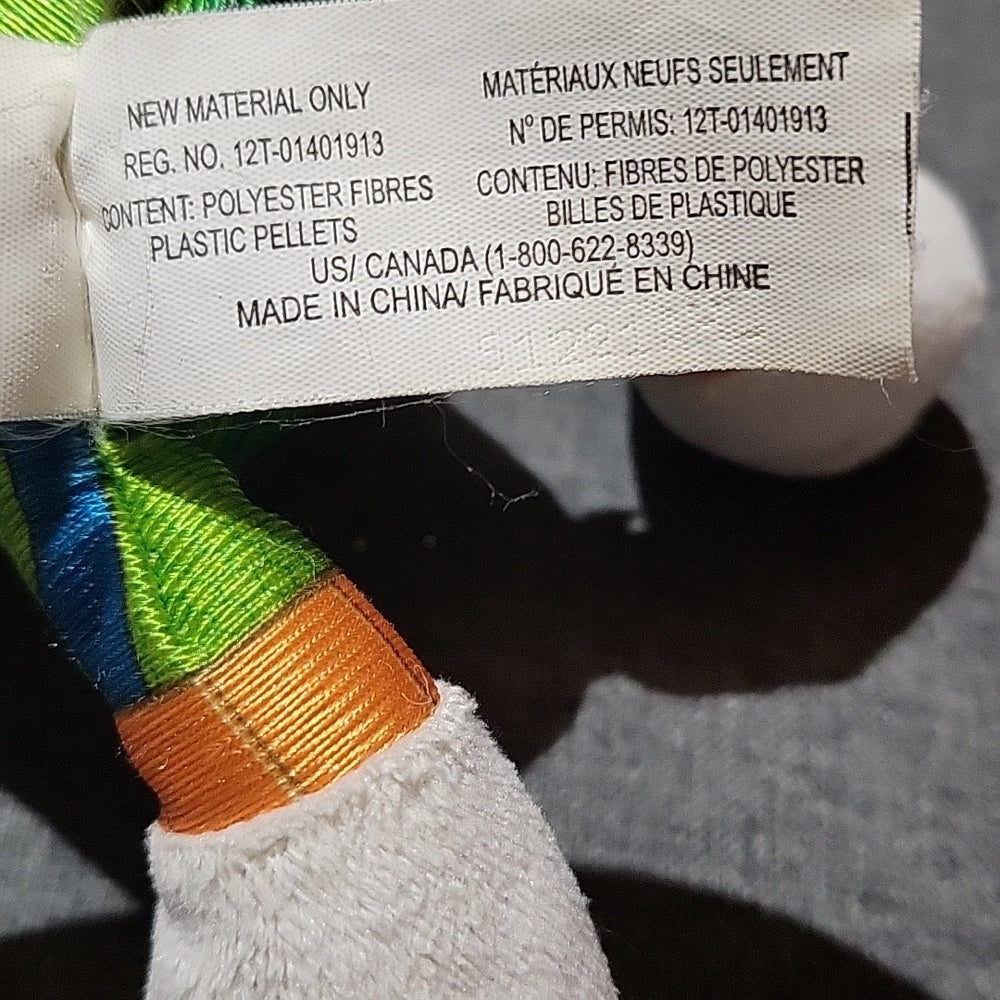 NEW MATERIAL ONLY
REG. NO. 12T-01401913
CONTENT: POLYESTER FIBRES
PLASTIC PELLETS
MATÉRIAUX NEUFS SEULEMENT
Nº DE PERMIS: 12T-01401913
CONTENU: FIBRES DE POLYESTER
BILLES DE PLASTIQUE
US/ CANADA (1-800-622-8339)
MADE IN CHINA/ FABRIQUÉ EN CHINE